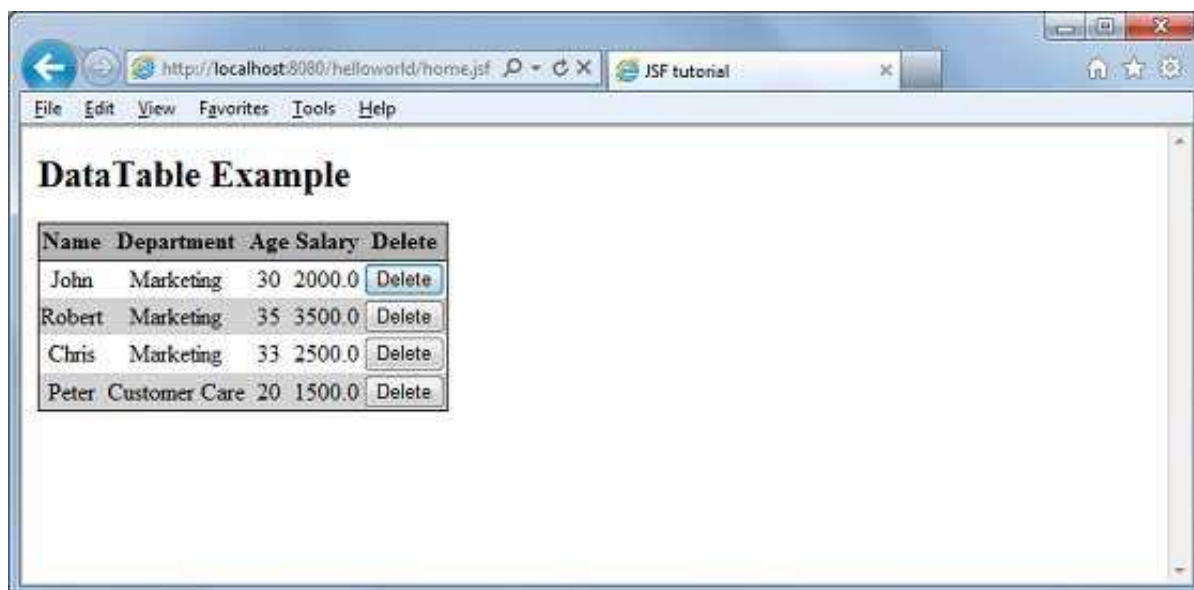 http://localhost:8080/helloworld/home.jsf
JSF tutorial
File Edit View Favorites Tools Help
DataTable Example
Name Department Age Salary Delete
John Marketing 30 2000.0 Delete
Robert Marketing 35 3500.0 Delete
Chris Marketing 33 2500.0 Delete
Peter Customer Care 20 1500.0 Delete